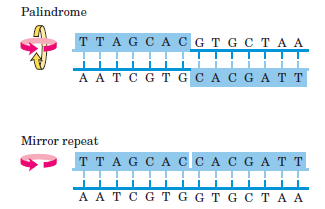 Palindrome
T T A G C A C G T G C T A A
A A T C G T G C A C G A T T
Mirror repeat
T T A G C A C C A C G A T T
A A T C G T G G T G C T A A